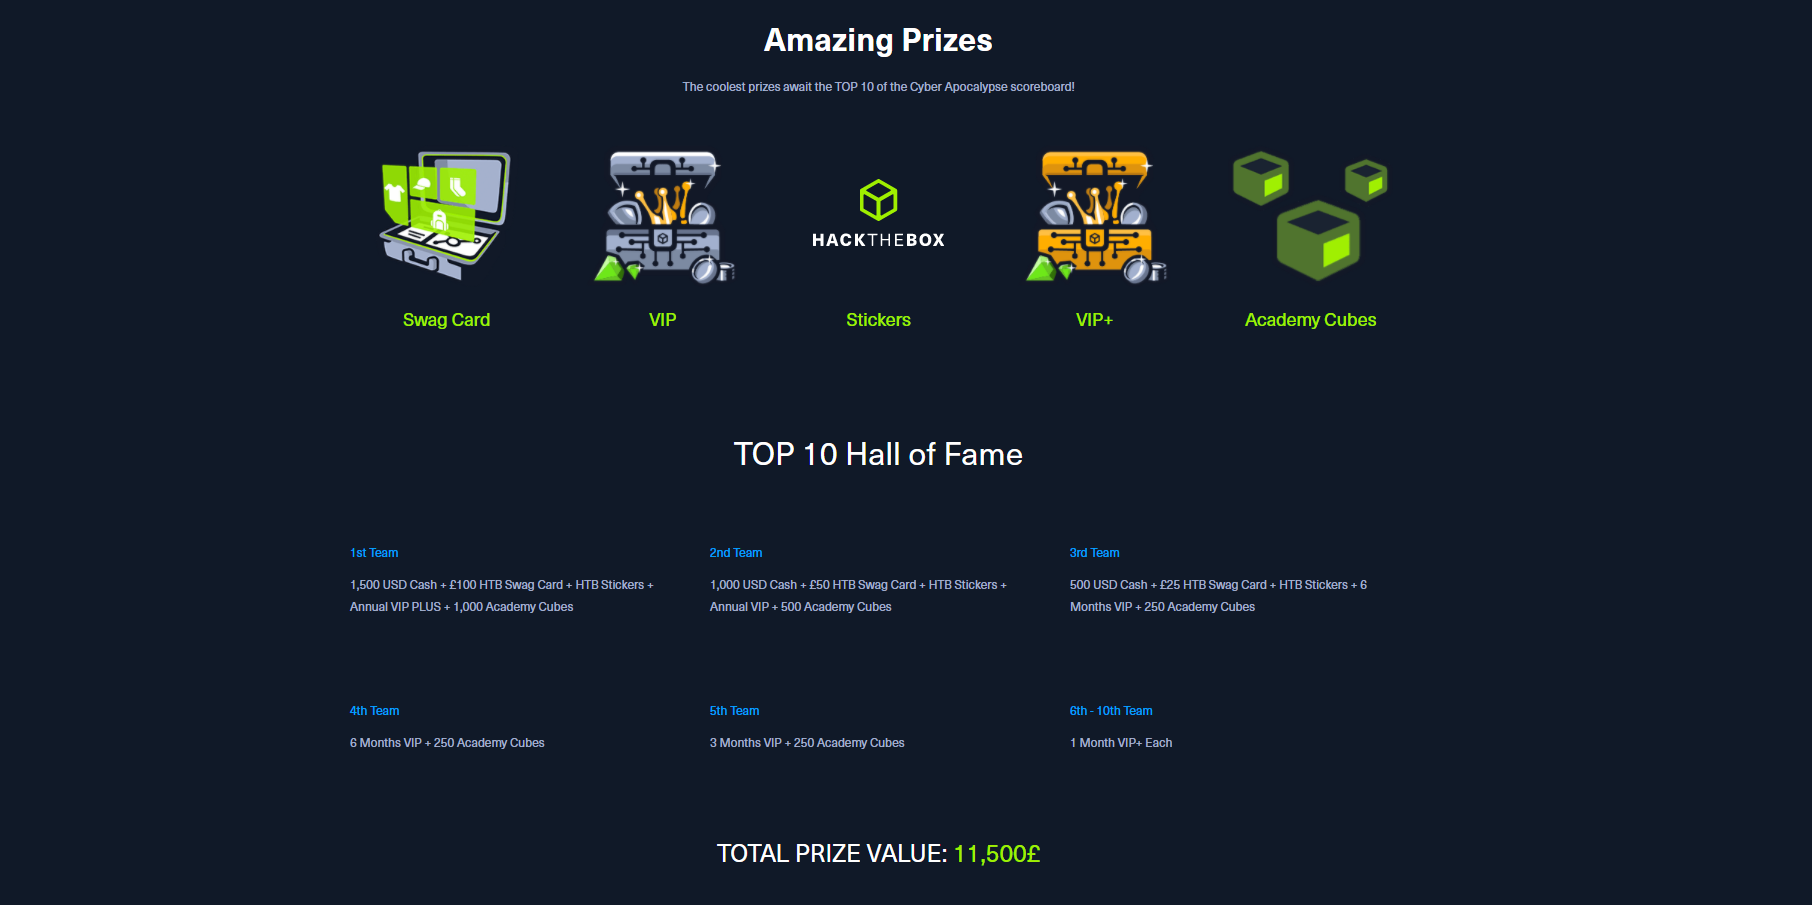 Amazing Prizes
The coolest prizes await the TOP 10 of the Cyber Apocalypse scoreboard!
HACKTHEBOX
Swag Card
VIP
Stickers
VIP+
Academy Cubes
TOP 10 Hall of Fame
1st Team
1,500 USD Cash + £100 HTB Swag Card + HTB Stickers +
Annual VIP PLUS + 1,000 Academy Cubes
2nd Team
1,000 USD Cash + £50 HTB Swag Card + HTB Stickers +
Annual VIP + 500 Academy Cubes
3rd Team
500 USD Cash + £25 HTB Swag Card + HTB Stickers + 6
Months VIP + 250 Academy Cubes
4th Team
6 Months VIP + 250 Academy Cubes
5th Team
3 Months VIP + 250 Academy Cubes
6th - 10th Team
1 Month VIP+ Each
TOTAL PRIZE VALUE: 11,500£